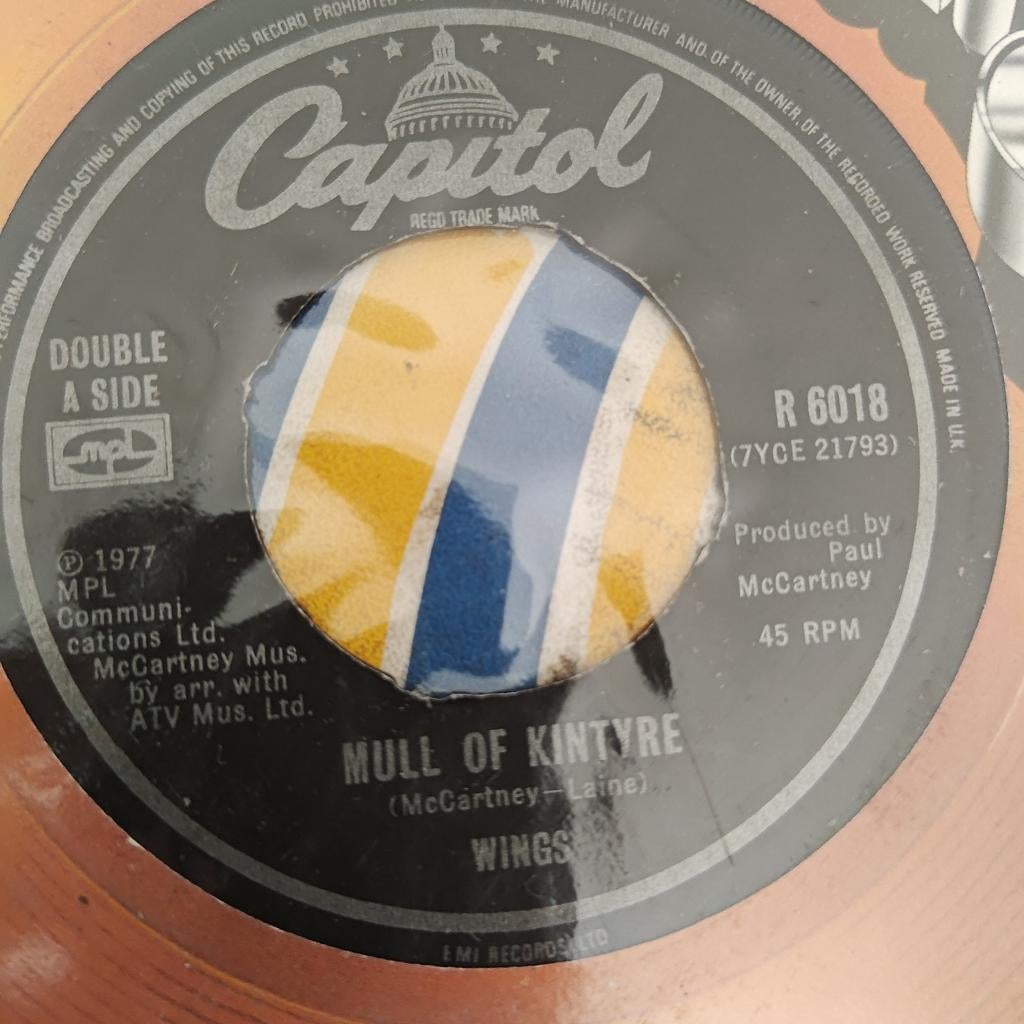 PERFORMANCE BROADCASTING AND COPYING OF THIS RECORD PROHIBITED MANUFACTURER AND OF THE OWNER OF THE RECORDED WORK RESERVED MADE IN U.K.
Capitol
REGD TRADE MARK
DOUBLE
A SIDE
mpl
R 6018
(7YCE 21793)
Ⓟ 1977
MPL
Communi-
cations Ltd.
McCartney Mus.
by arr. with
ATV Mus. Ltd.
Produced by
Paul
McCartney
45 RPM
MULL OF KINTYRE
(McCartney—Laine)
WINGS
EMI RECORDS LTD